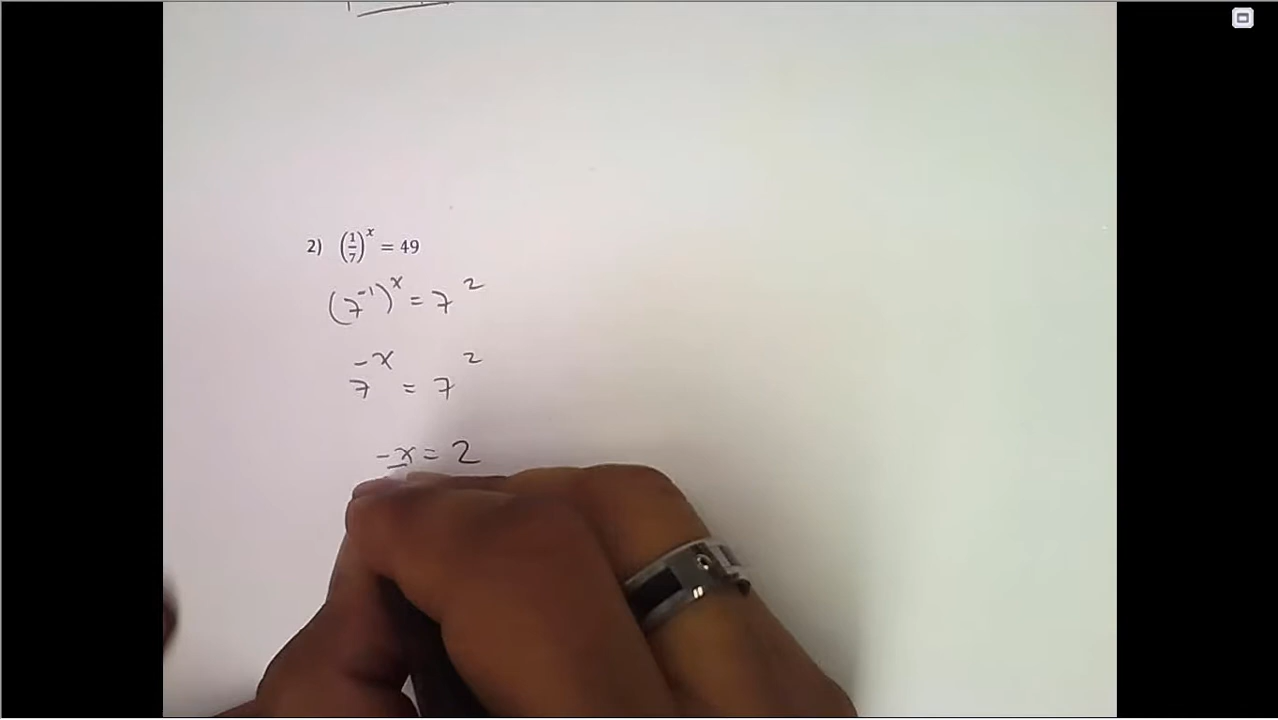 2) (1/7)^x = 49
(7^-1)^x = 7^2
7^-x = 7^2
-x = 2